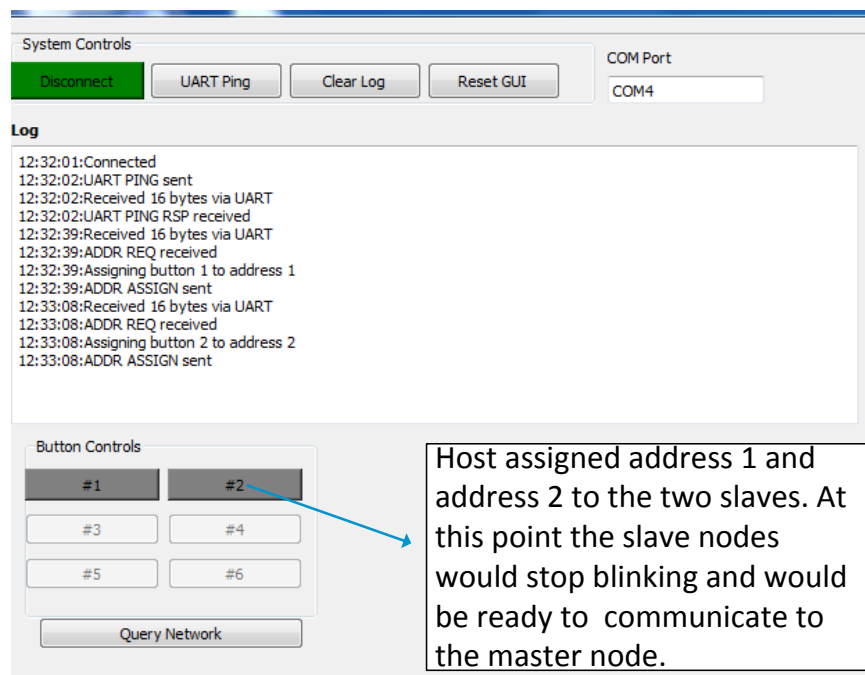 System Controls
COM Port
Disconnect
UART Ping
Clear Log
Reset GUI
COM4
Log
12:32:01:Connected
12:32:02:UART PING sent
12:32:02:Received 16 bytes via UART
12:32:02:UART PING RSP received
12:32:39:Received 16 bytes via UART
12:32:39:ADDR REQ received
12:32:39:Assigning button 1 to address 1
12:32:39:ADDR ASSIGN sent
12:33:08:Received 16 bytes via UART
12:33:08:ADDR REQ received
12:33:08:Assigning button 2 to address 2
12:33:08:ADDR ASSIGN sent
Button Controls
#1
#2
#3
#4
#5
#6
Query Network
Host assigned address 1 and
address 2 to the two slaves. At
this point the slave nodes
would stop blinking and would
be ready to communicate to
the master node.